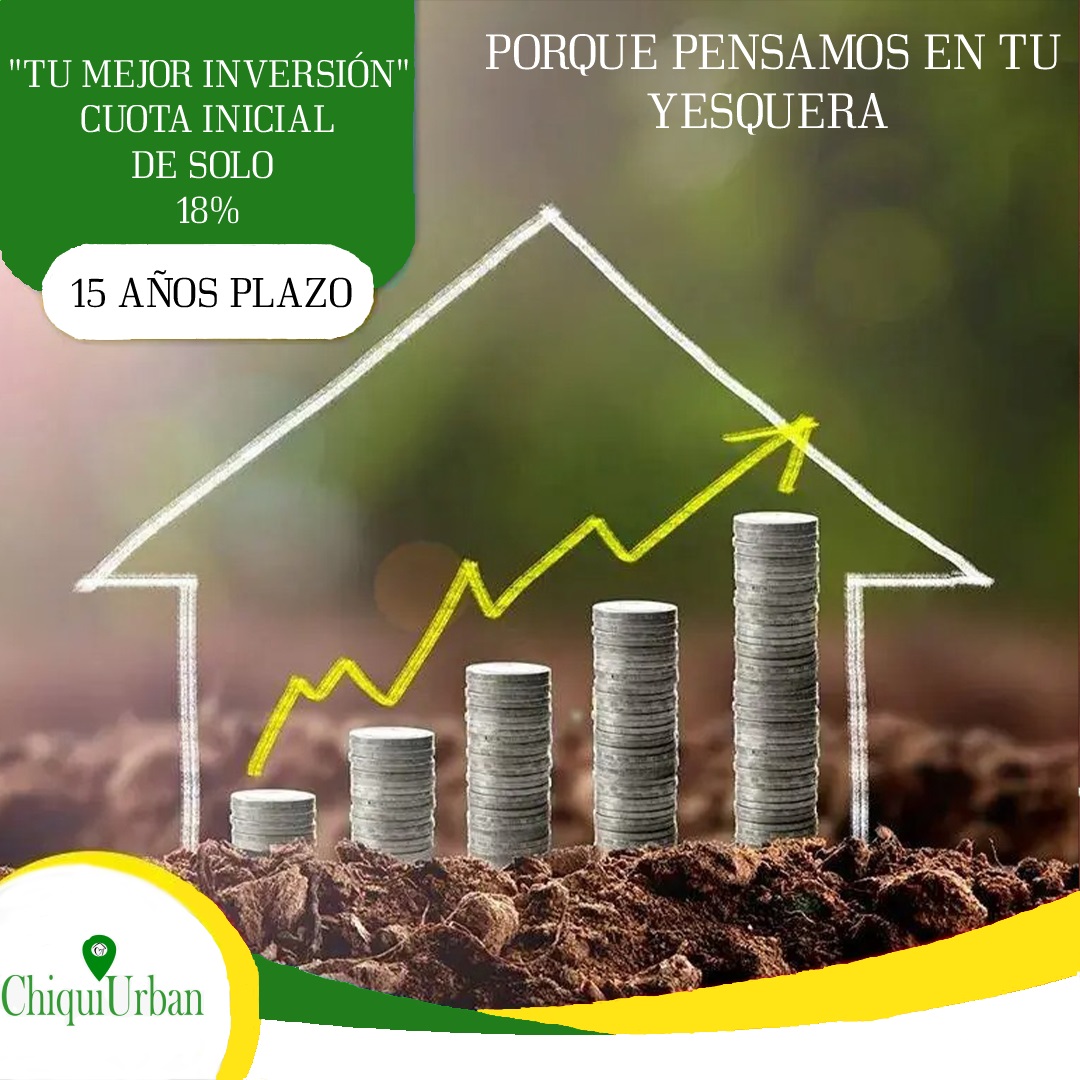 "TU MEJOR INVERSIÓN"
CUOTA INICIAL
DE SOLO
18%
15 AÑOS PLAZO
PORQUE PENSAMOS EN TU
YESQUERA
ChiquiUrban